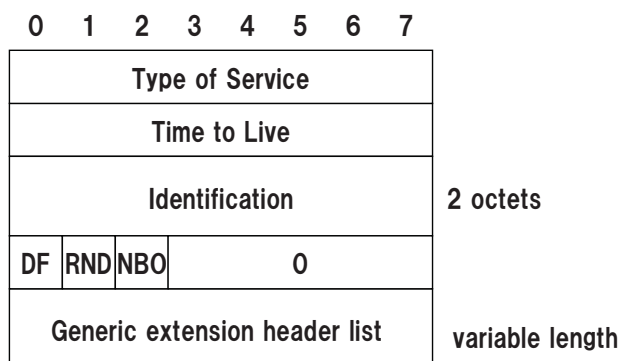 0 1 2 3 4 5 6 7
Type of Service
Time to Live
Identification 2 octets
DF RND NBO 0
Generic extension header list variable length